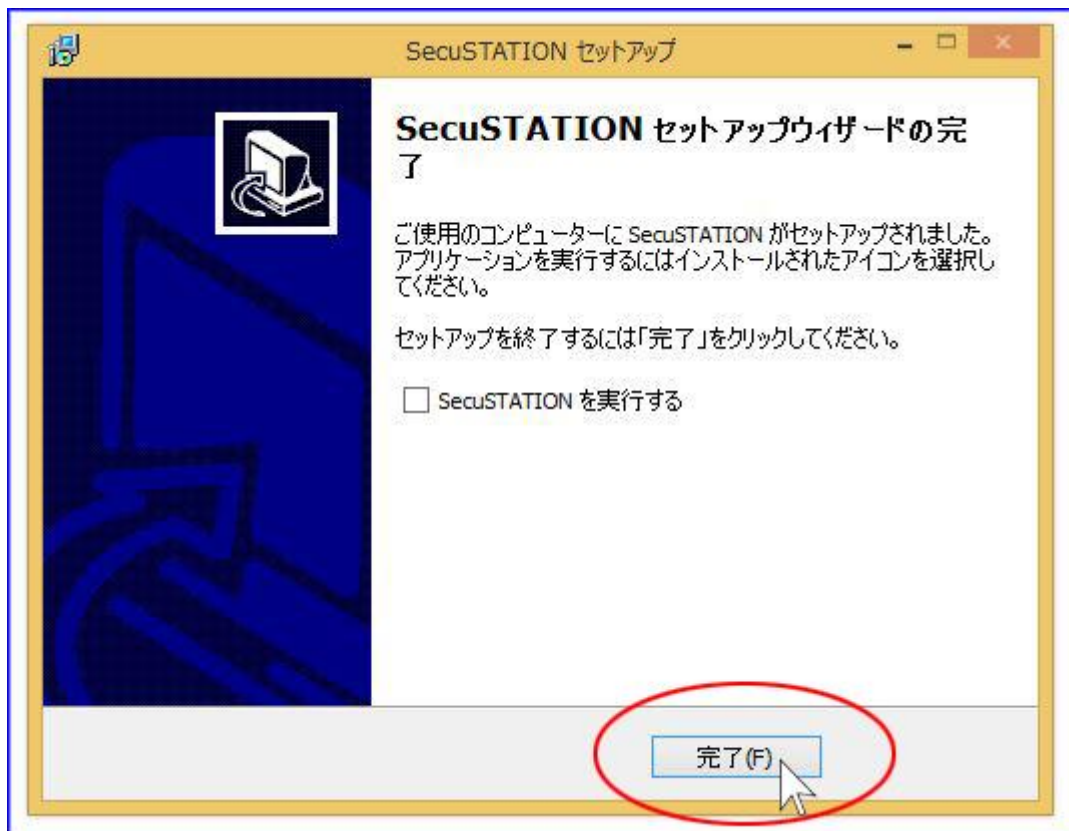 SecuSTATION セットアップ
SecuSTATION セットアップウィザードの完
了
ご使用のコンピューターに SecuSTATION がセットアップされました。
アプリケーションを実行するにはインストールされたアイコンを選択し
てください。
セットアップを終了するには「完了」をクリックしてください。
SecuSTATION を実行する
完了(F)